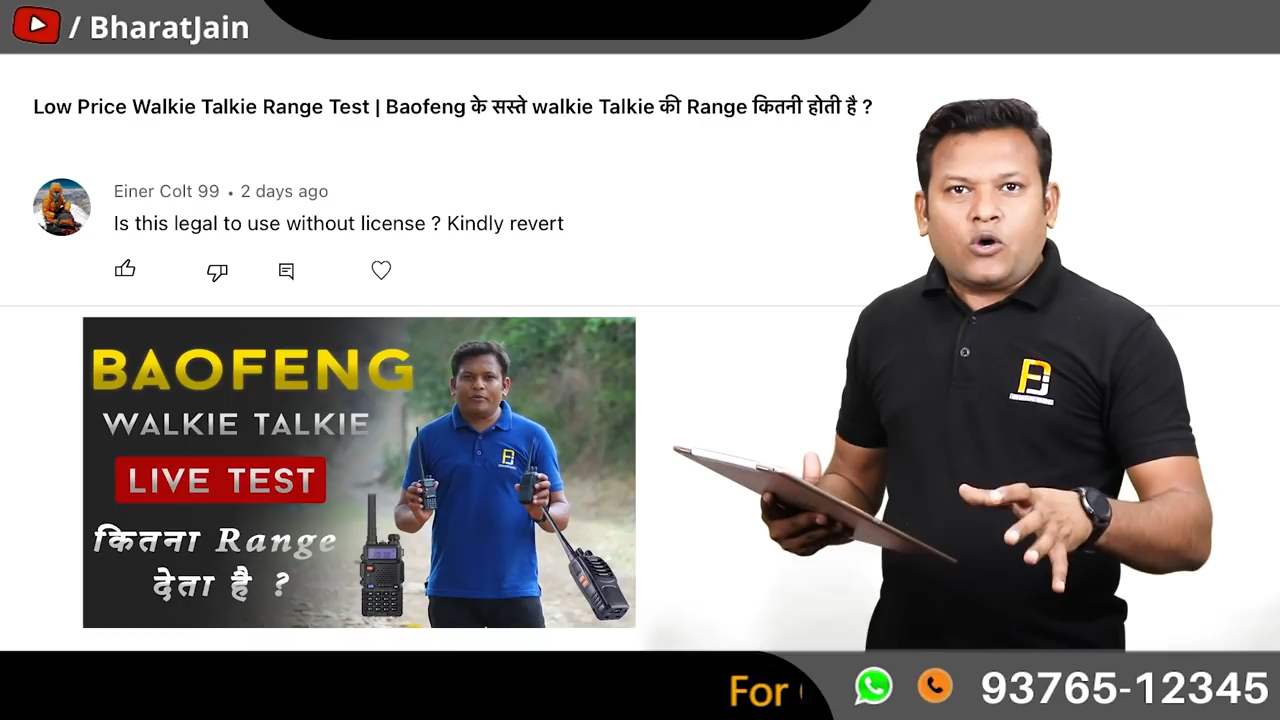 / BharatJain
Low Price Walkie Talkie Range Test | Baofeng के सस्ते walkie Talkie की Range कितनी होती है ?
Einer Colt 99 • 2 days ago
Is this legal to use without license ? Kindly revert
BAOFENG
WALKIE TALKIE
LIVE TEST
कितना Range
देता है ?
For
93765-12345